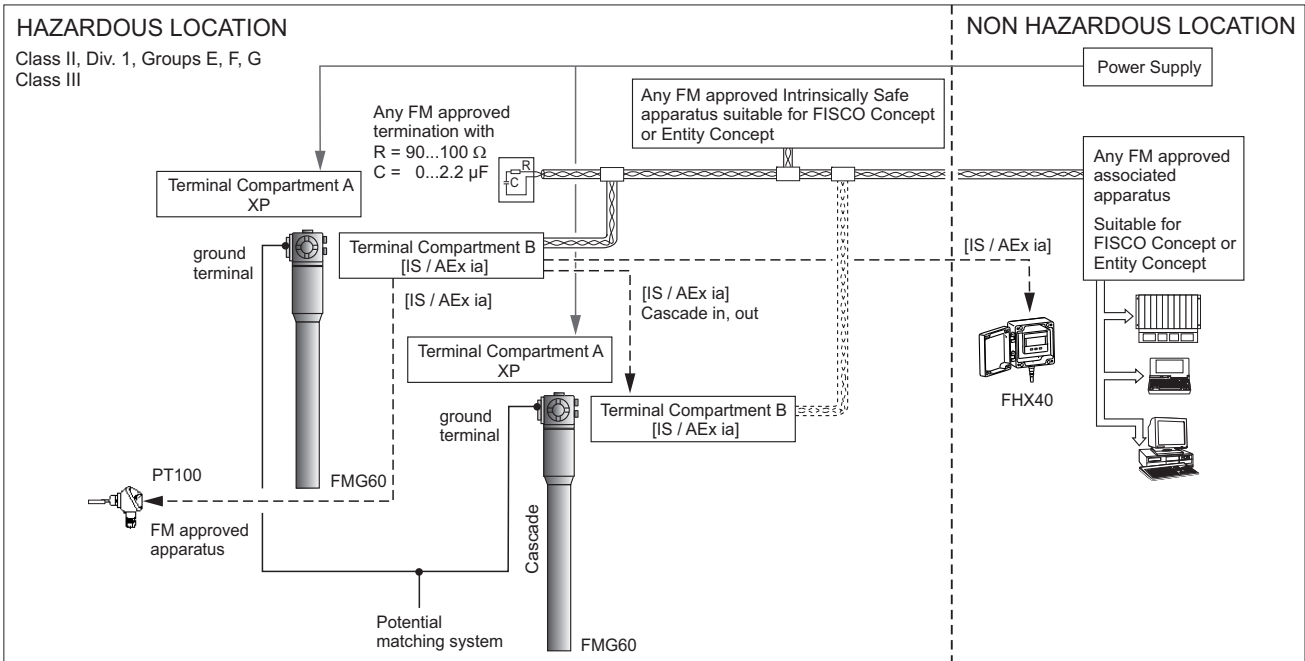 HAZARDOUS LOCATION
Class II, Div. 1, Groups E, F, G
Class III
NON HAZARDOUS LOCATION
Power Supply
Any FM approved Intrinsically Safe
apparatus suitable for FISCO Concept
or Entity Concept
Any FM approved
termination with
R = 90...100 Ω
C = 0...2.2 µF
R
C
Any FM approved
associated
apparatus
Suitable for
FISCO Concept or
Entity Concept
Terminal Compartment A
XP
ground
terminal
Terminal Compartment B
[IS / AEx ia]
[IS / AEx ia]
[IS / AEx ia]
Cascade in, out
[IS / AEx ia]
FHX40
Terminal Compartment A
XP
ground
terminal
Terminal Compartment B
[IS / AEx ia]
PT100
FM approved
apparatus
FMG60
Cascade
Potential
matching system
FMG60